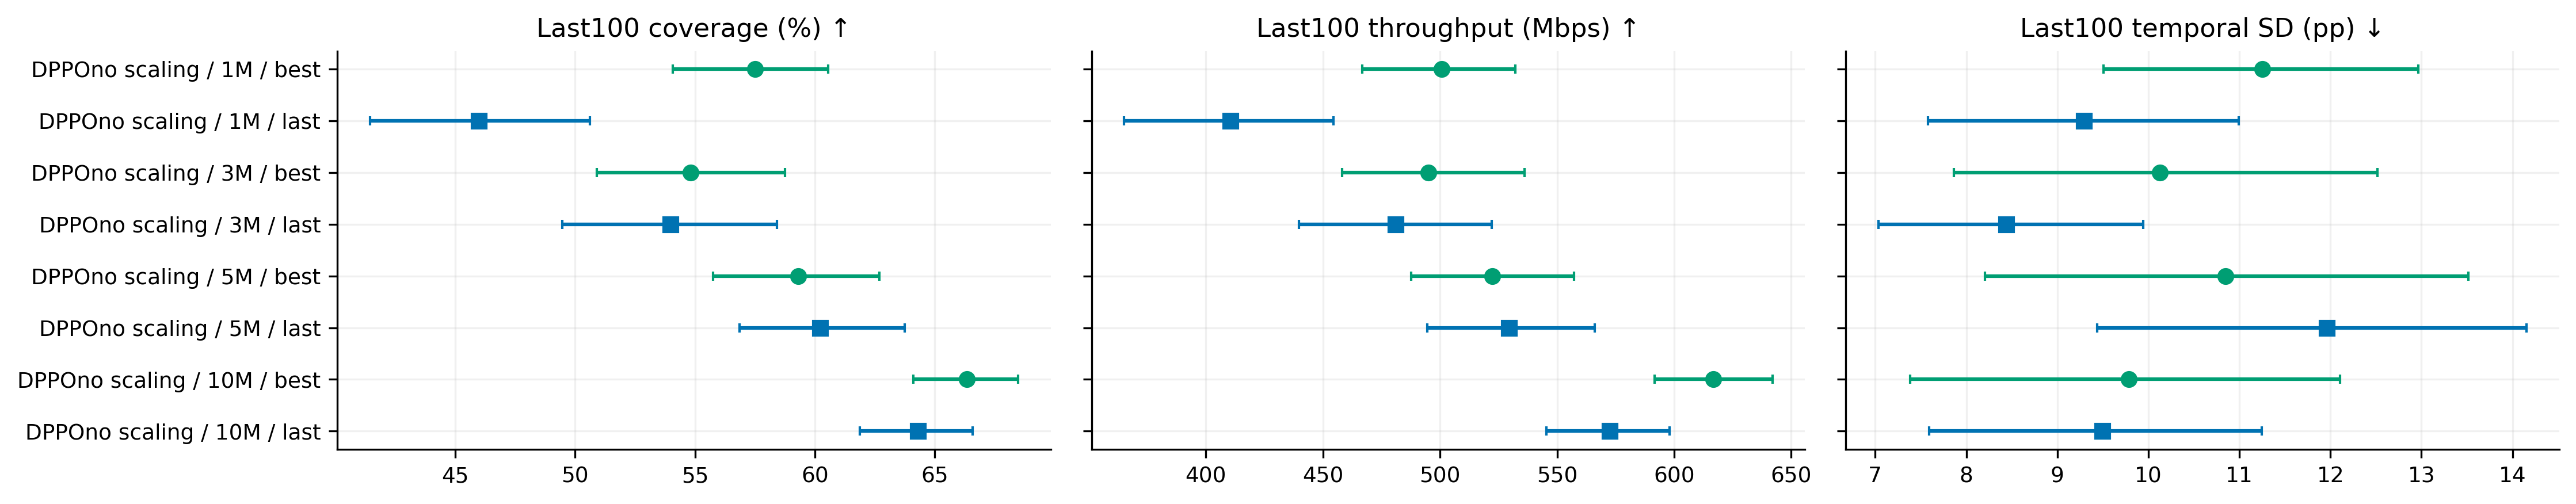 Last100 coverage (%) ↑
Last100 throughput (Mbps) ↑
Last100 temporal SD (pp) ↓
DPPOno scaling / 1M / best
DPPOno scaling / 1M / last
DPPOno scaling / 3M / best
DPPOno scaling / 3M / last
DPPOno scaling / 5M / best
DPPOno scaling / 5M / last
DPPOno scaling / 10M / best
DPPOno scaling / 10M / last
45 50 55 60 65
400 450 500 550 600 650
7 8 9 10 11 12 13 14